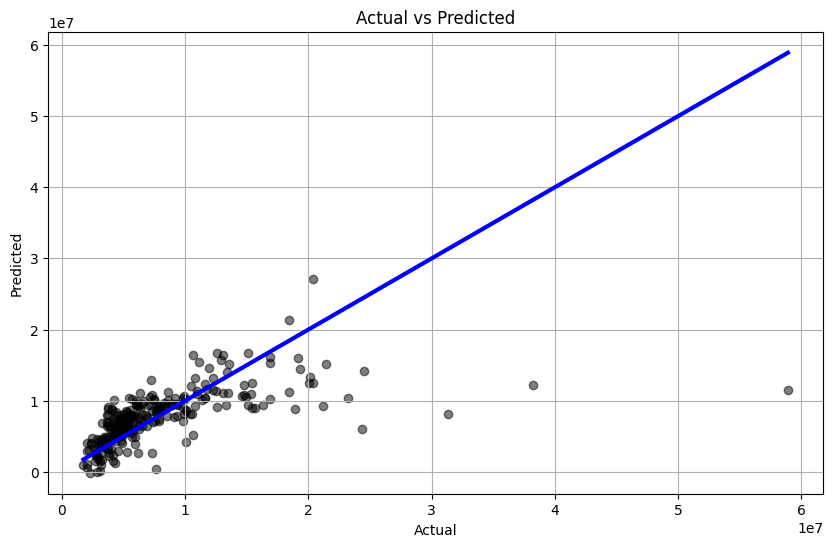 Actual vs Predicted
1e7
6
5
4
3
2
1
0
Predicted
0 1 2 3 4 5 6
1e7
Actual